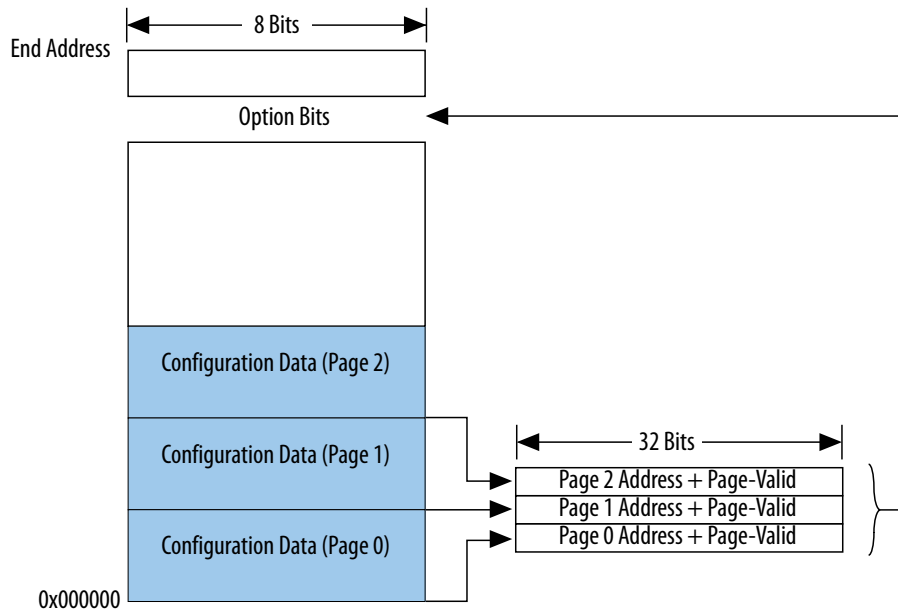 8 Bits
End Address
Option Bits
Configuration Data (Page 2)
Configuration Data (Page 1)
32 Bits
Page 2 Address + Page-Valid
Page 1 Address + Page-Valid
Page 0 Address + Page-Valid
Configuration Data (Page 0)
0x000000